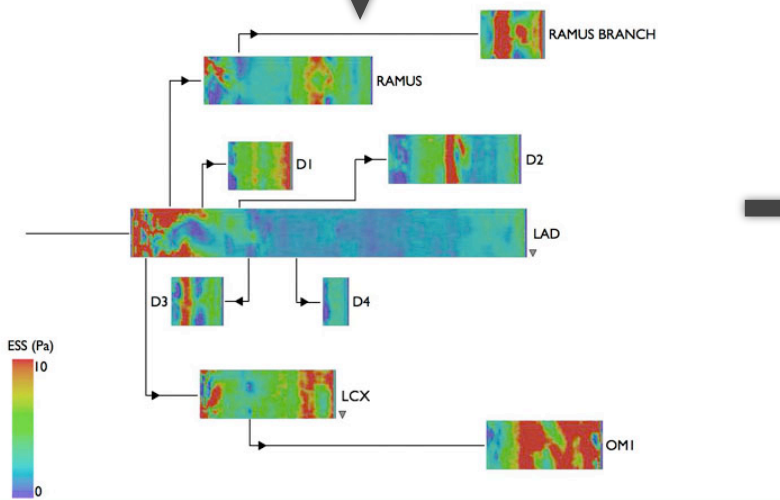 RAMUS BRANCH
RAMUS
D1
D2
LAD
D3
D4
ESS (Pa)
10
0
LCX
OM1